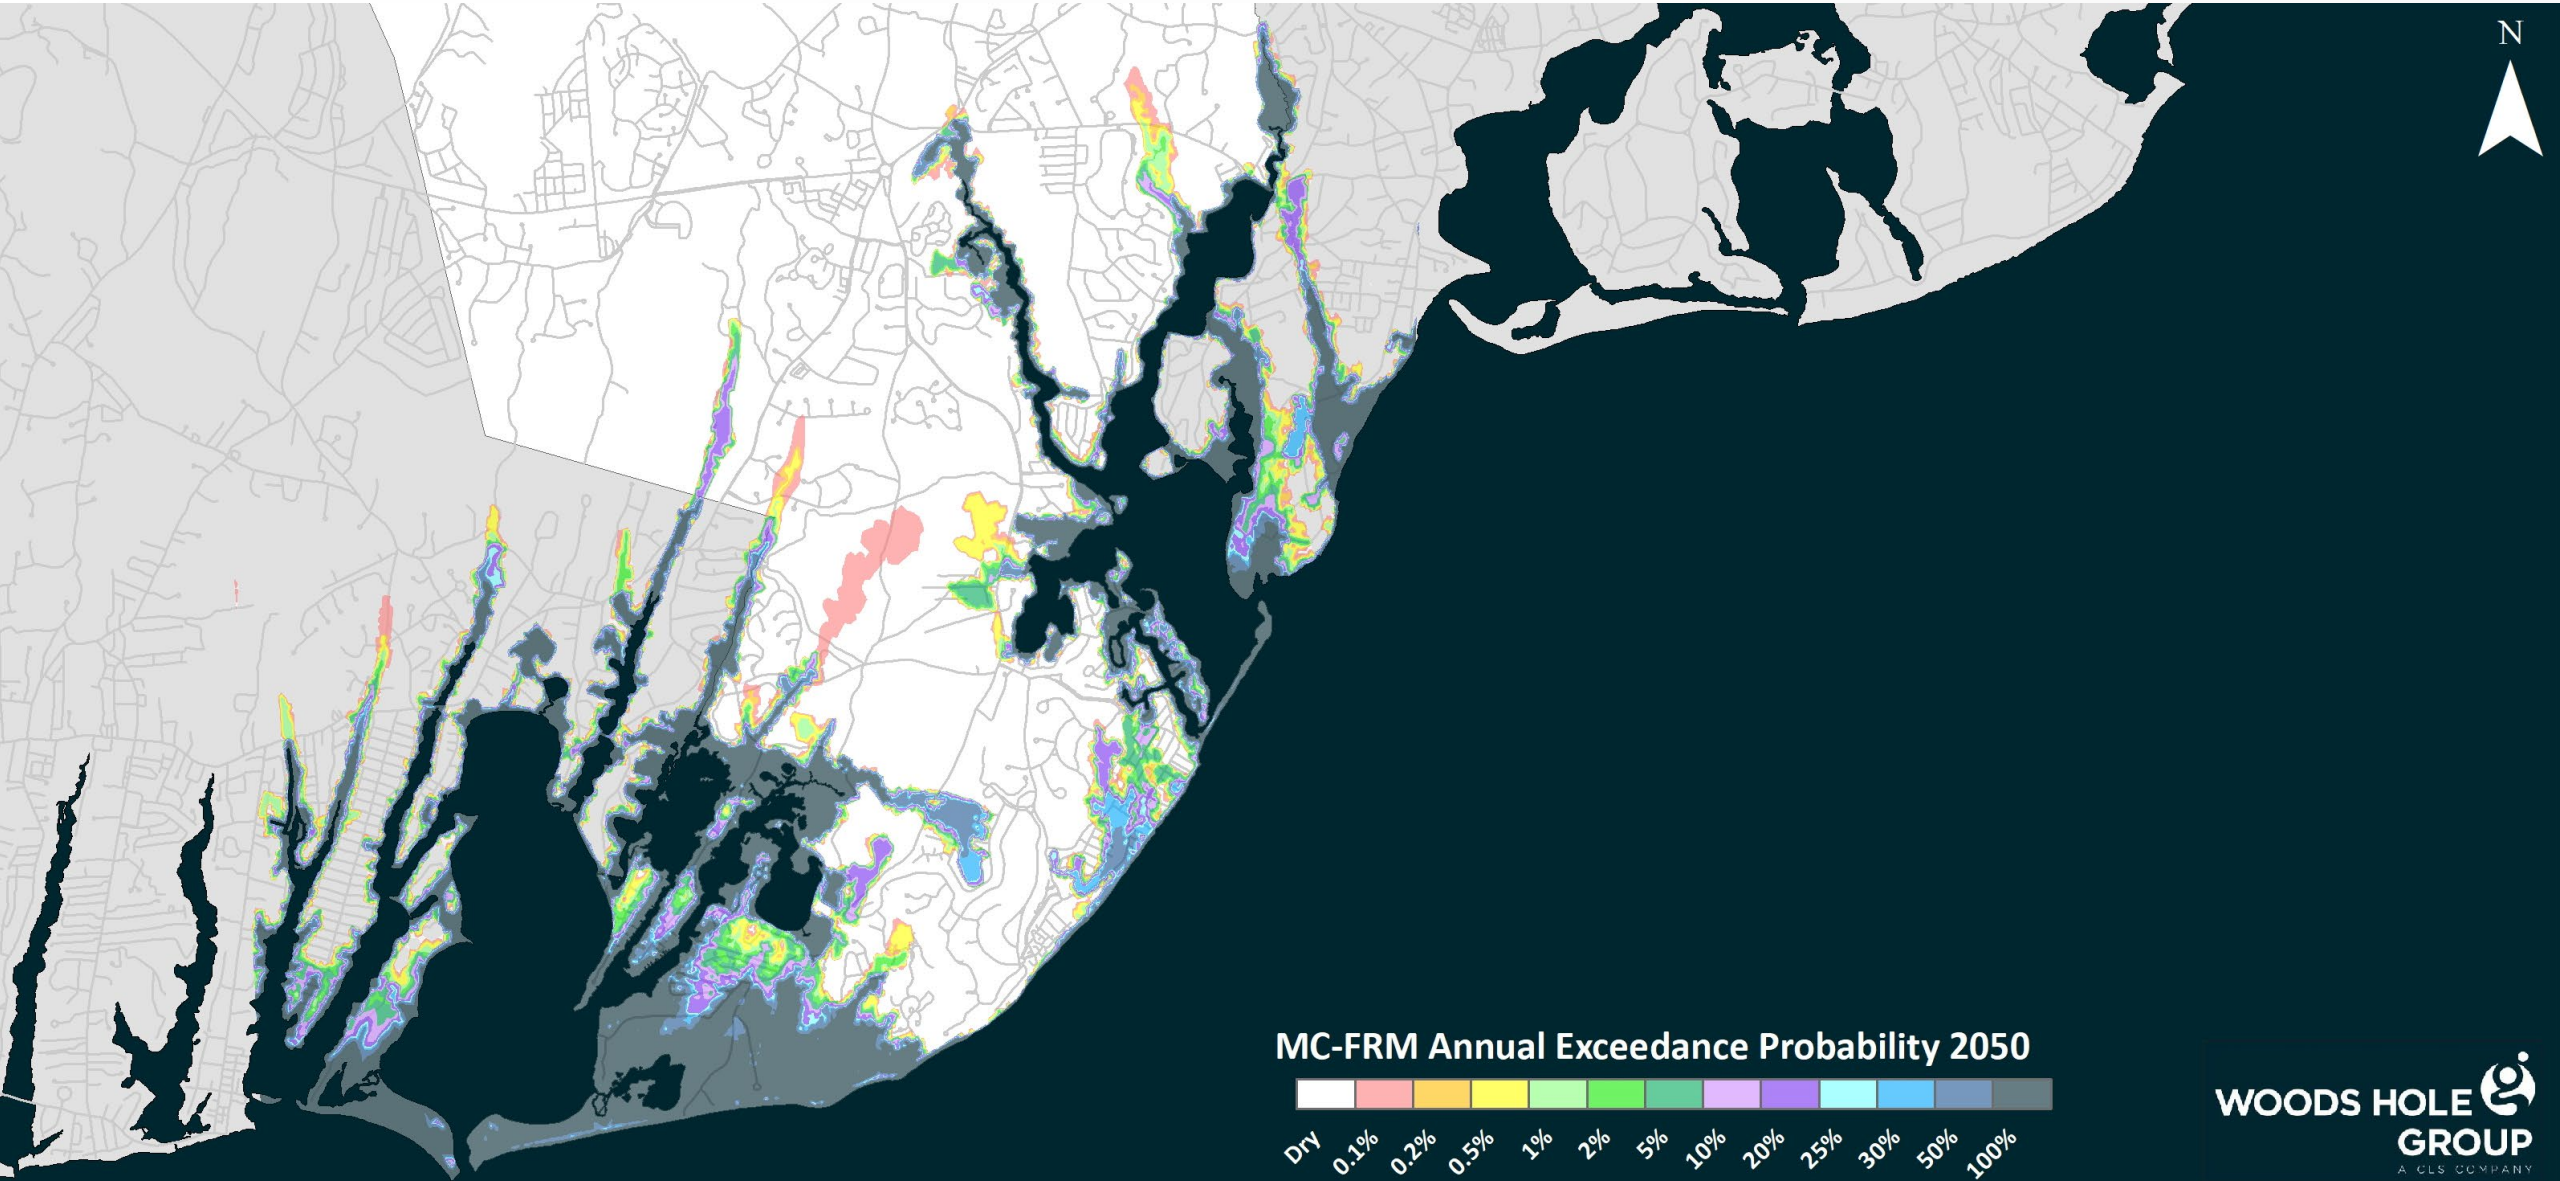 N
MC-FRM Annual Exceedance Probability 2050
Dry 0.1% 0.2% 0.5% 1% 2% 5% 10% 20% 25% 30% 50% 100%
WOODS HOLE
GROUP
A CLS COMPANY